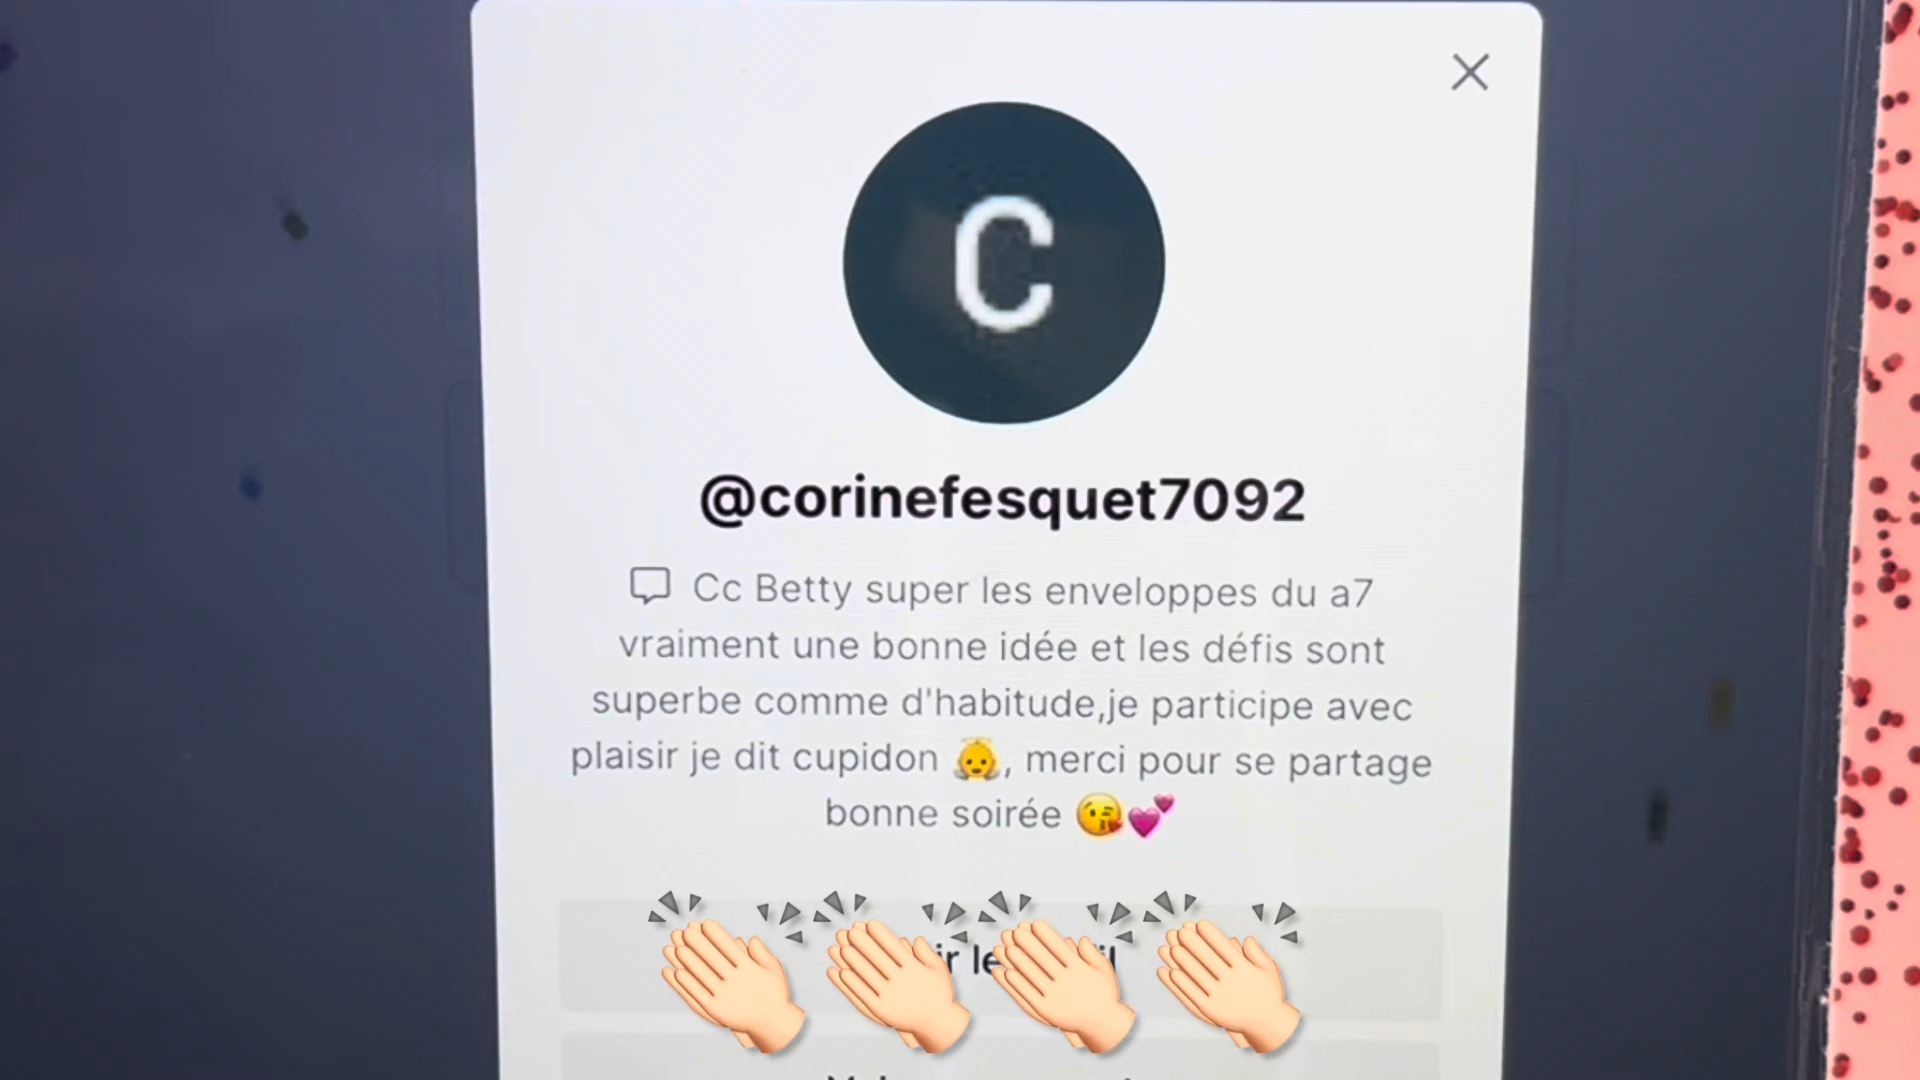 C
@corinefesquet7092
Cc Betty super les enveloppes du a7
vraiment une bonne idée et les défis sont
superbe comme d'habitude,je participe avec
plaisir je dit cupidon 👼, merci pour se partage
bonne soirée 😘💕